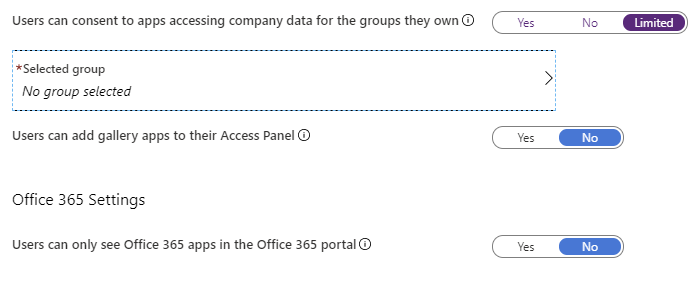 Users can consent to apps accessing company data for the groups they own Yes No Limited
*Selected group
No group selected
Users can add gallery apps to their Access Panel Yes No
Office 365 Settings
Users can only see Office 365 apps in the Office 365 portal Yes No